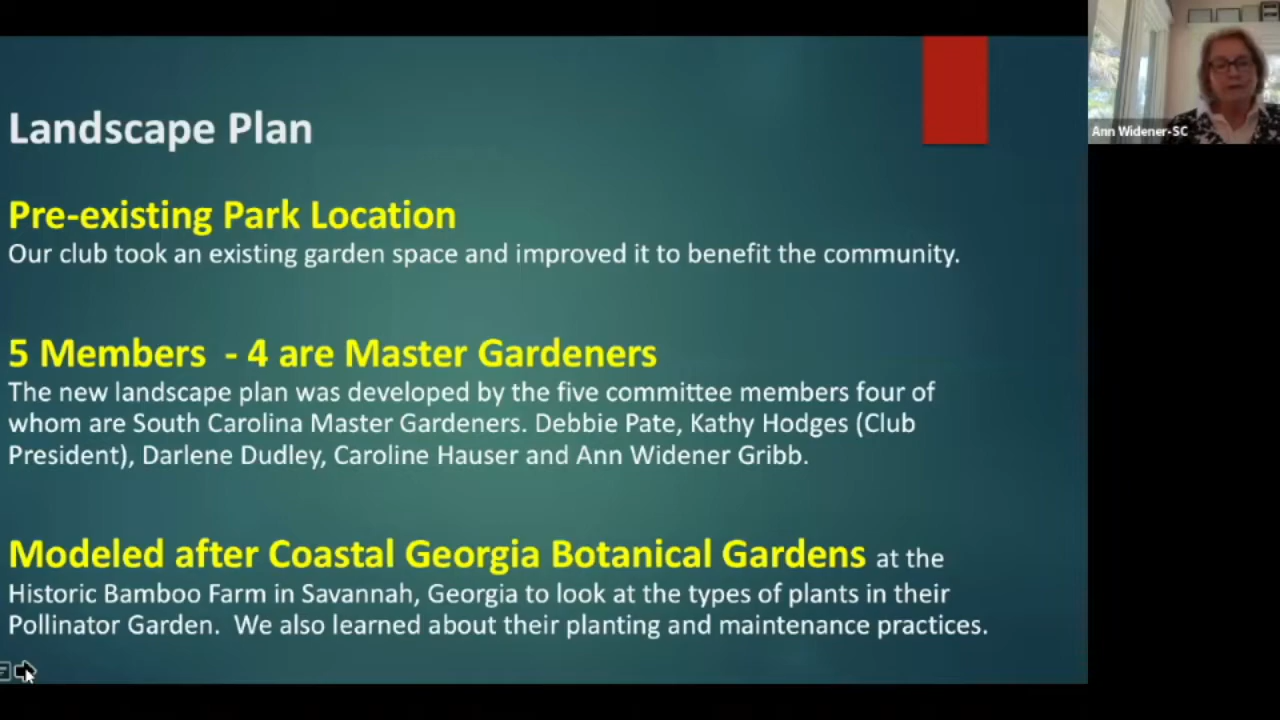 Landscape Plan
Pre-existing Park Location
Our club took an existing garden space and improved it to benefit the community.
5 Members - 4 are Master Gardeners
The new landscape plan was developed by the five committee members four of
whom are South Carolina Master Gardeners. Debbie Pate, Kathy Hodges (Club
President), Darlene Dudley, Caroline Hauser and Ann Widener Gribb.
Modeled after Coastal Georgia Botanical Gardens at the
Historic Bamboo Farm in Savannah, Georgia to look at the types of plants in their
Pollinator Garden. We also learned about their planting and maintenance practices.
Ann Widener-SC